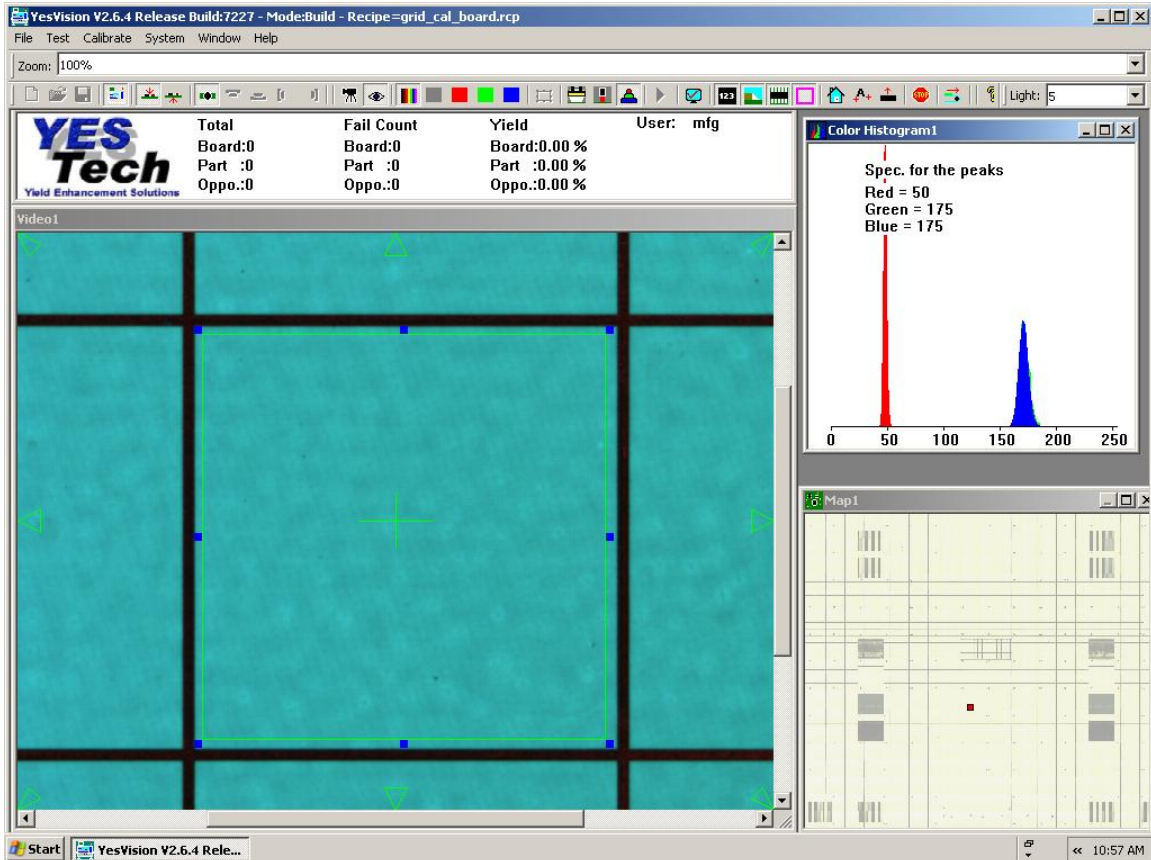 YesVision V2.6.4 Release Build:7227 - Mode:Build - Recipe=grid_cal_board.rcp
File Test Calibrate System Window Help
Zoom: 100%
123 A+ STOP Light: 5
YES Tech
Yield Enhancement Solutions
Total Fail Count Yield User: mfg
Board:0 Board:0 Board:0.00 %
Part :0 Part :0 Part :0.00 %
Oppo.:0 Oppo.:0 Oppo.:0.00 %
Video1
Color Histogram1
Spec. for the peaks
Red = 50
Green = 175
Blue = 175
0 50 100 150 200 250
Map1
Start YesVision V2.6.4 Rele... « 10:57 AM